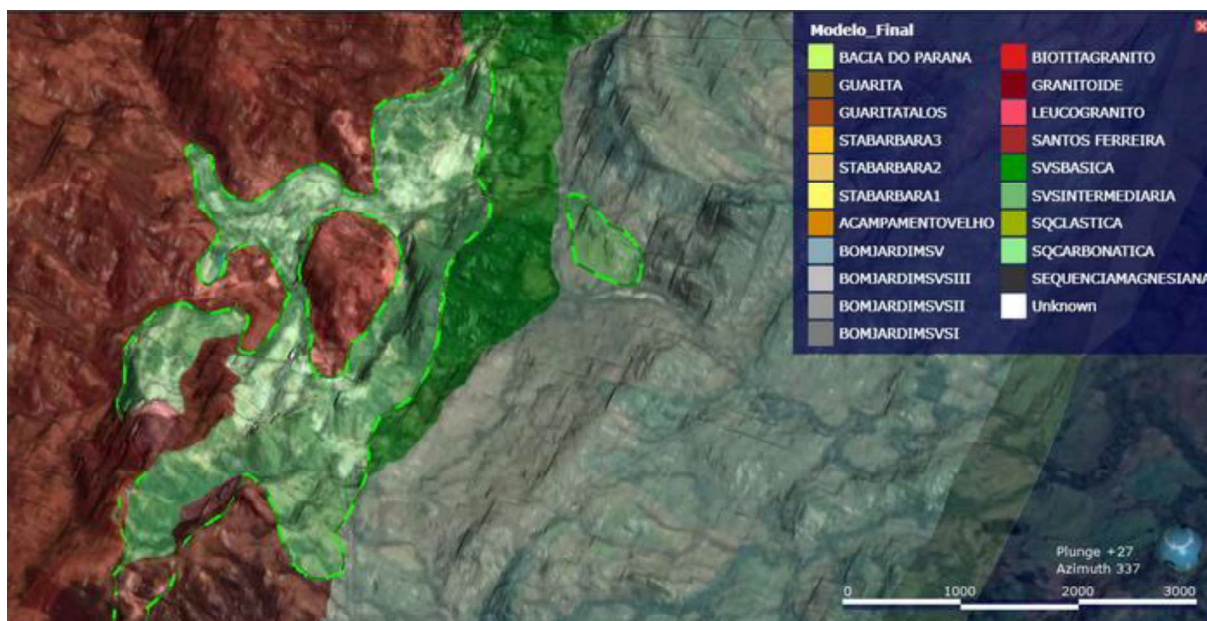 Modelo_Final
BACIA DO PARANA
GUARITA
GUARITATALOS
STABARBARA3
STABARBARA2
STABARBARA1
ACAMPAMENTOVELHO
BOMJARDIMSV
BOMJARDIMSVSIII
BOMJARDIMSVSII
BOMJARDIMSVSI
BIOTITAGRANITO
GRANITOIDE
LEUCOGRANITO
SANTOS FERREIRA
SVSBASICA
SVSINTERMEDIARIA
SQCLASTICA
SQCARBONATICA
SEQUENCIAMAGNESIANA
Unknown
Plunge +27
Azimuth 337
0 1000 2000 3000